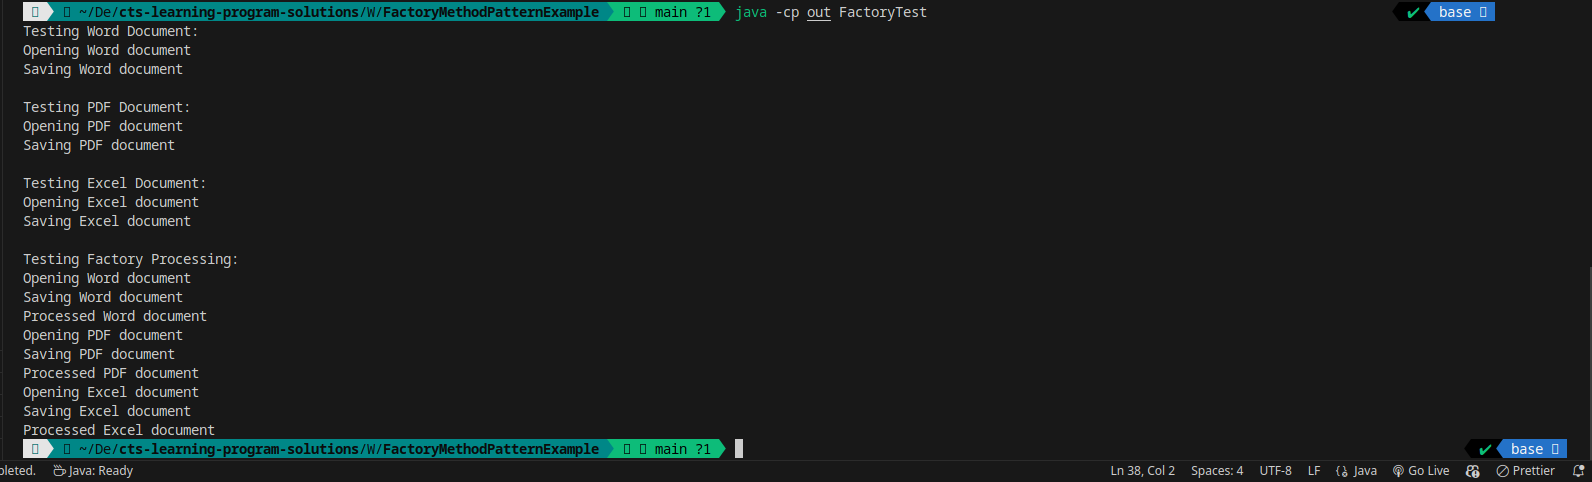 ~/De/cts-learning-program-solutions/W/FactoryMethodPatternExample main ?1 java -cp out FactoryTest ✔ base
Testing Word Document:
Opening Word document
Saving Word document
Testing PDF Document:
Opening PDF document
Saving PDF document
Testing Excel Document:
Opening Excel document
Saving Excel document
Testing Factory Processing:
Opening Word document
Saving Word document
Processed Word document
Opening PDF document
Saving PDF document
Processed PDF document
Opening Excel document
Saving Excel document
Processed Excel document
~/De/cts-learning-program-solutions/W/FactoryMethodPatternExample main ?1 ✔ base
pleted. Java: Ready Ln 38, Col 2 Spaces: 4 UTF-8 LF Java Go Live Prettier